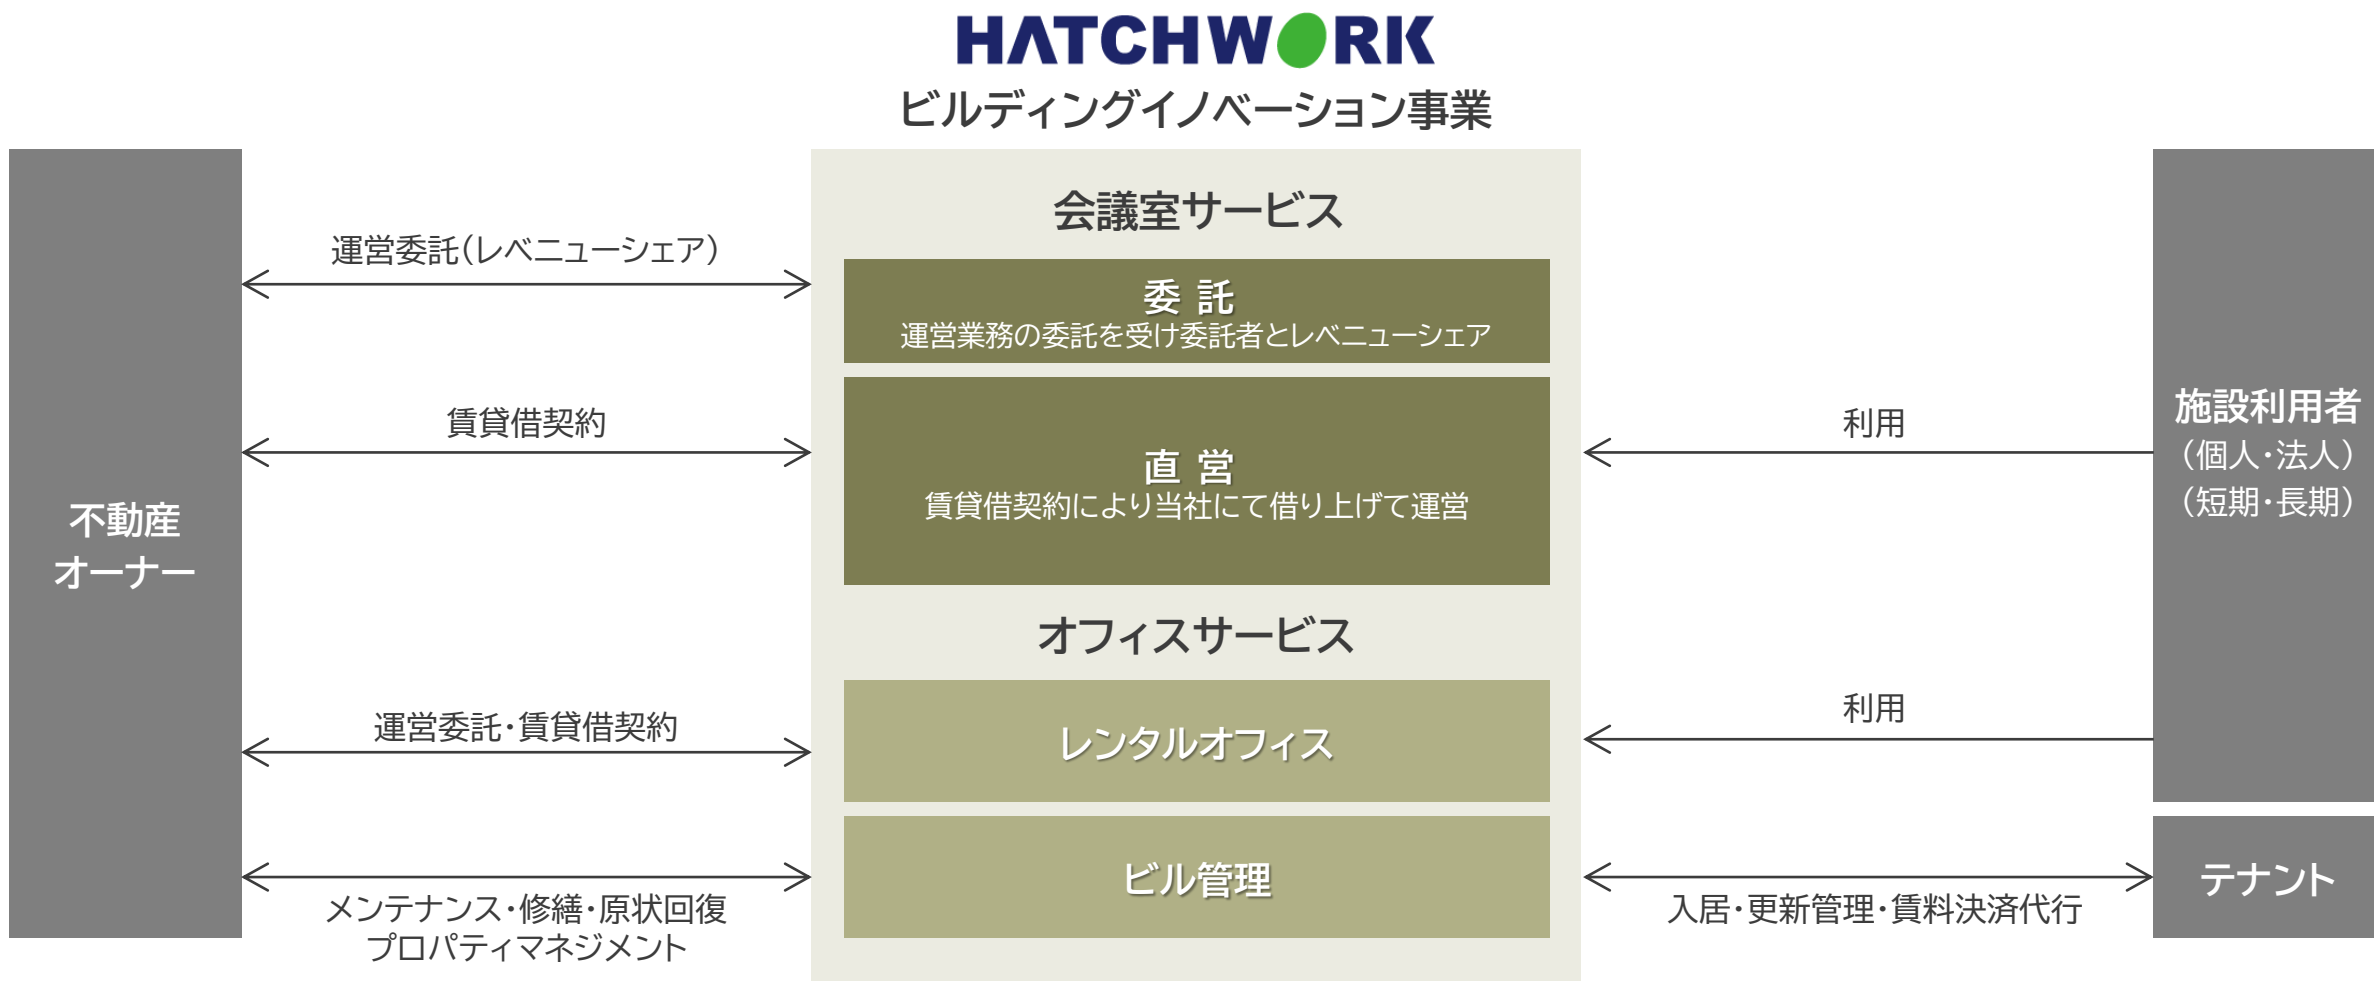 HATCHWORK
ビルディングイノベーション事業
不動産
オーナー
運営委託(レベニューシェア)
賃貸借契約
運営委託・賃貸借契約
メンテナンス・修繕・原状回復
プロパティマネジメント
会議室サービス
委 託
運営業務の委託を受け委託者とレベニューシェア
直 営
賃貸借契約により当社にて借り上げて運営
オフィスサービス
レンタルオフィス
ビル管理
利用
利用
入居・更新管理・賃料決済代行
施設利用者
(個人・法人)
(短期・長期)
テナント